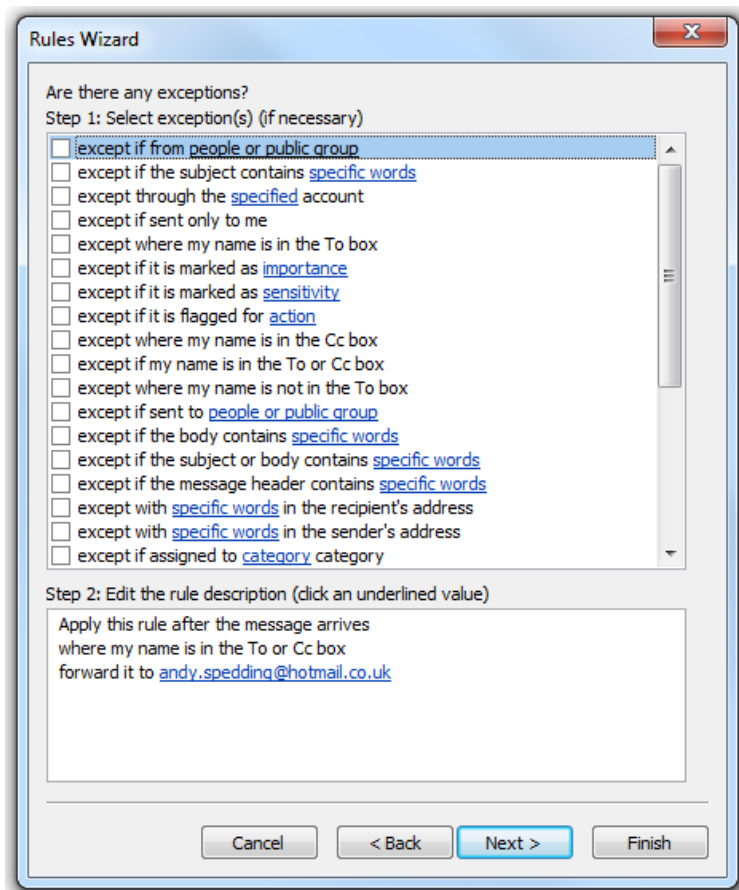 Rules Wizard
Are there any exceptions?
Step 1: Select exception(s) (if necessary)
except if from people or public group
except if the subject contains specific words
except through the specified account
except if sent only to me
except where my name is in the To box
except if it is marked as importance
except if it is marked as sensitivity
except if it is flagged for action
except where my name is in the Cc box
except if my name is in the To or Cc box
except where my name is not in the To box
except if sent to people or public group
except if the body contains specific words
except if the subject or body contains specific words
except if the message header contains specific words
except with specific words in the recipient's address
except with specific words in the sender's address
except if assigned to category category
Step 2: Edit the rule description (click an underlined value)
Apply this rule after the message arrives
where my name is in the To or Cc box
forward it to andy.spedding@hotmail.co.uk
Cancel < Back Next > Finish